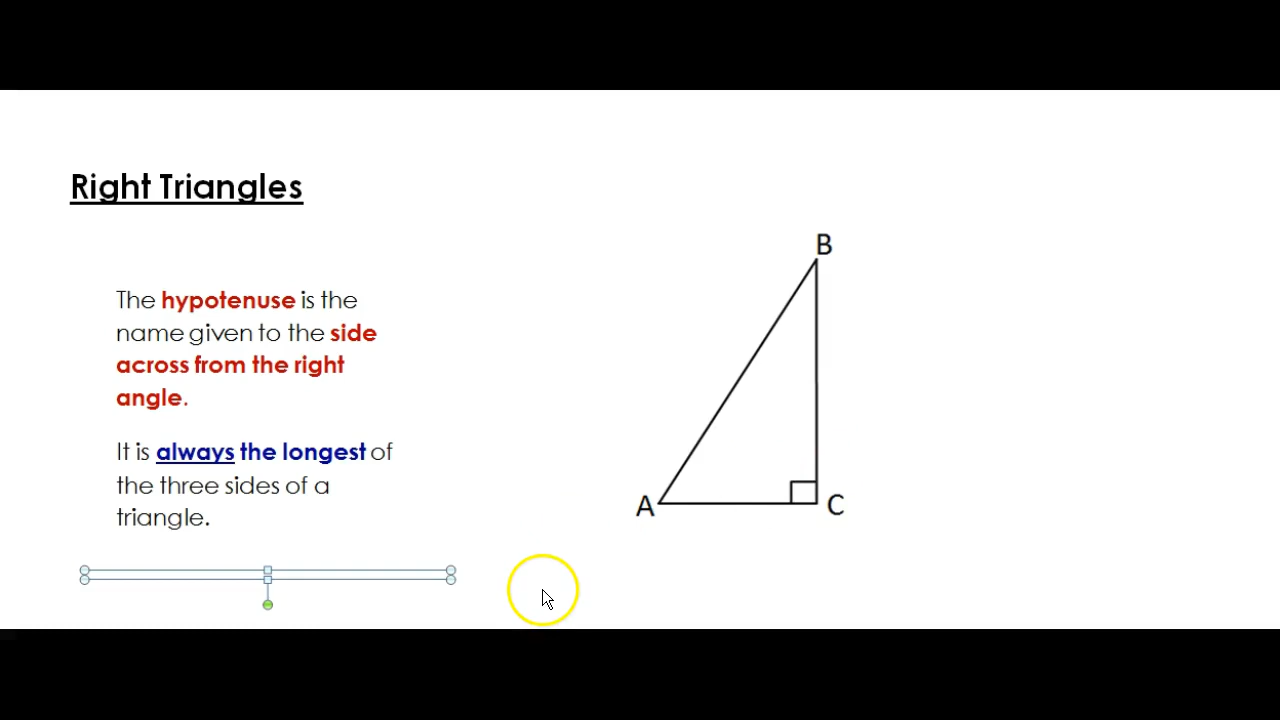 Right Triangles
The hypotenuse is the
name given to the side
across from the right
angle.
It is always the longest of
the three sides of a
triangle.
B
A
C